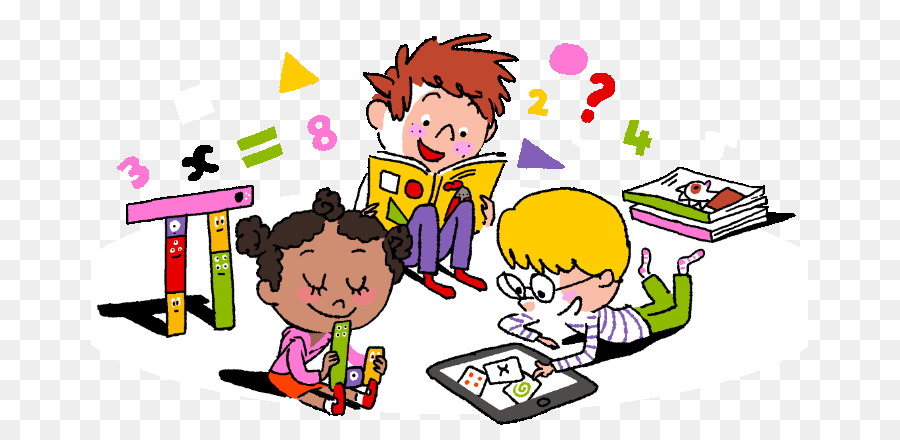 3 x = 8
2 ?
4
x